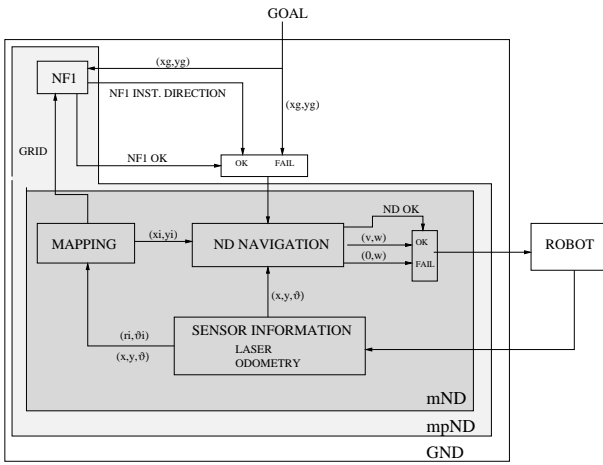 GOAL
(xg,yg)
NF1
NF1 INST. DIRECTION
(xg,yg)
GRID
NF1 OK
OK FAIL
ND OK
MAPPING
(xi,yi)
ND NAVIGATION
(v,w)
OK
ROBOT
(0,w)
FAIL
(x,y,ϑ)
(ri,ϑi)
SENSOR INFORMATION
(x,y,ϑ)
LASER
ODOMETRY
mND
mpND
GND